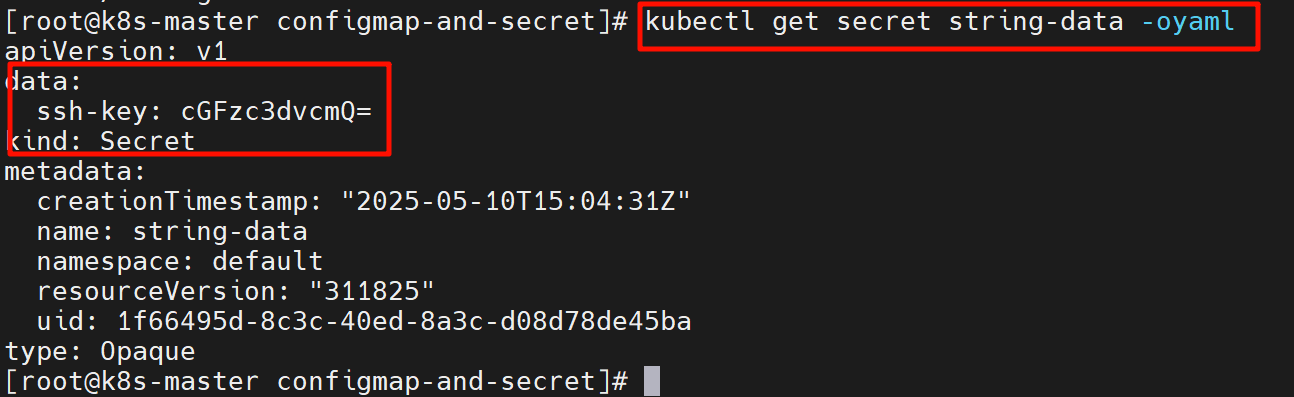 [root@k8s-master configmap-and-secret]# kubectl get secret string-data -oyaml
apiVersion: v1
data:
  ssh-key: cGFzc3dvcmQ=
kind: Secret
metadata:
  creationTimestamp: "2025-05-10T15:04:31Z"
  name: string-data
  namespace: default
  resourceVersion: "311825"
  uid: 1f66495d-8c3c-40ed-8a3c-d08d78de45ba
type: Opaque
[root@k8s-master configmap-and-secret]#